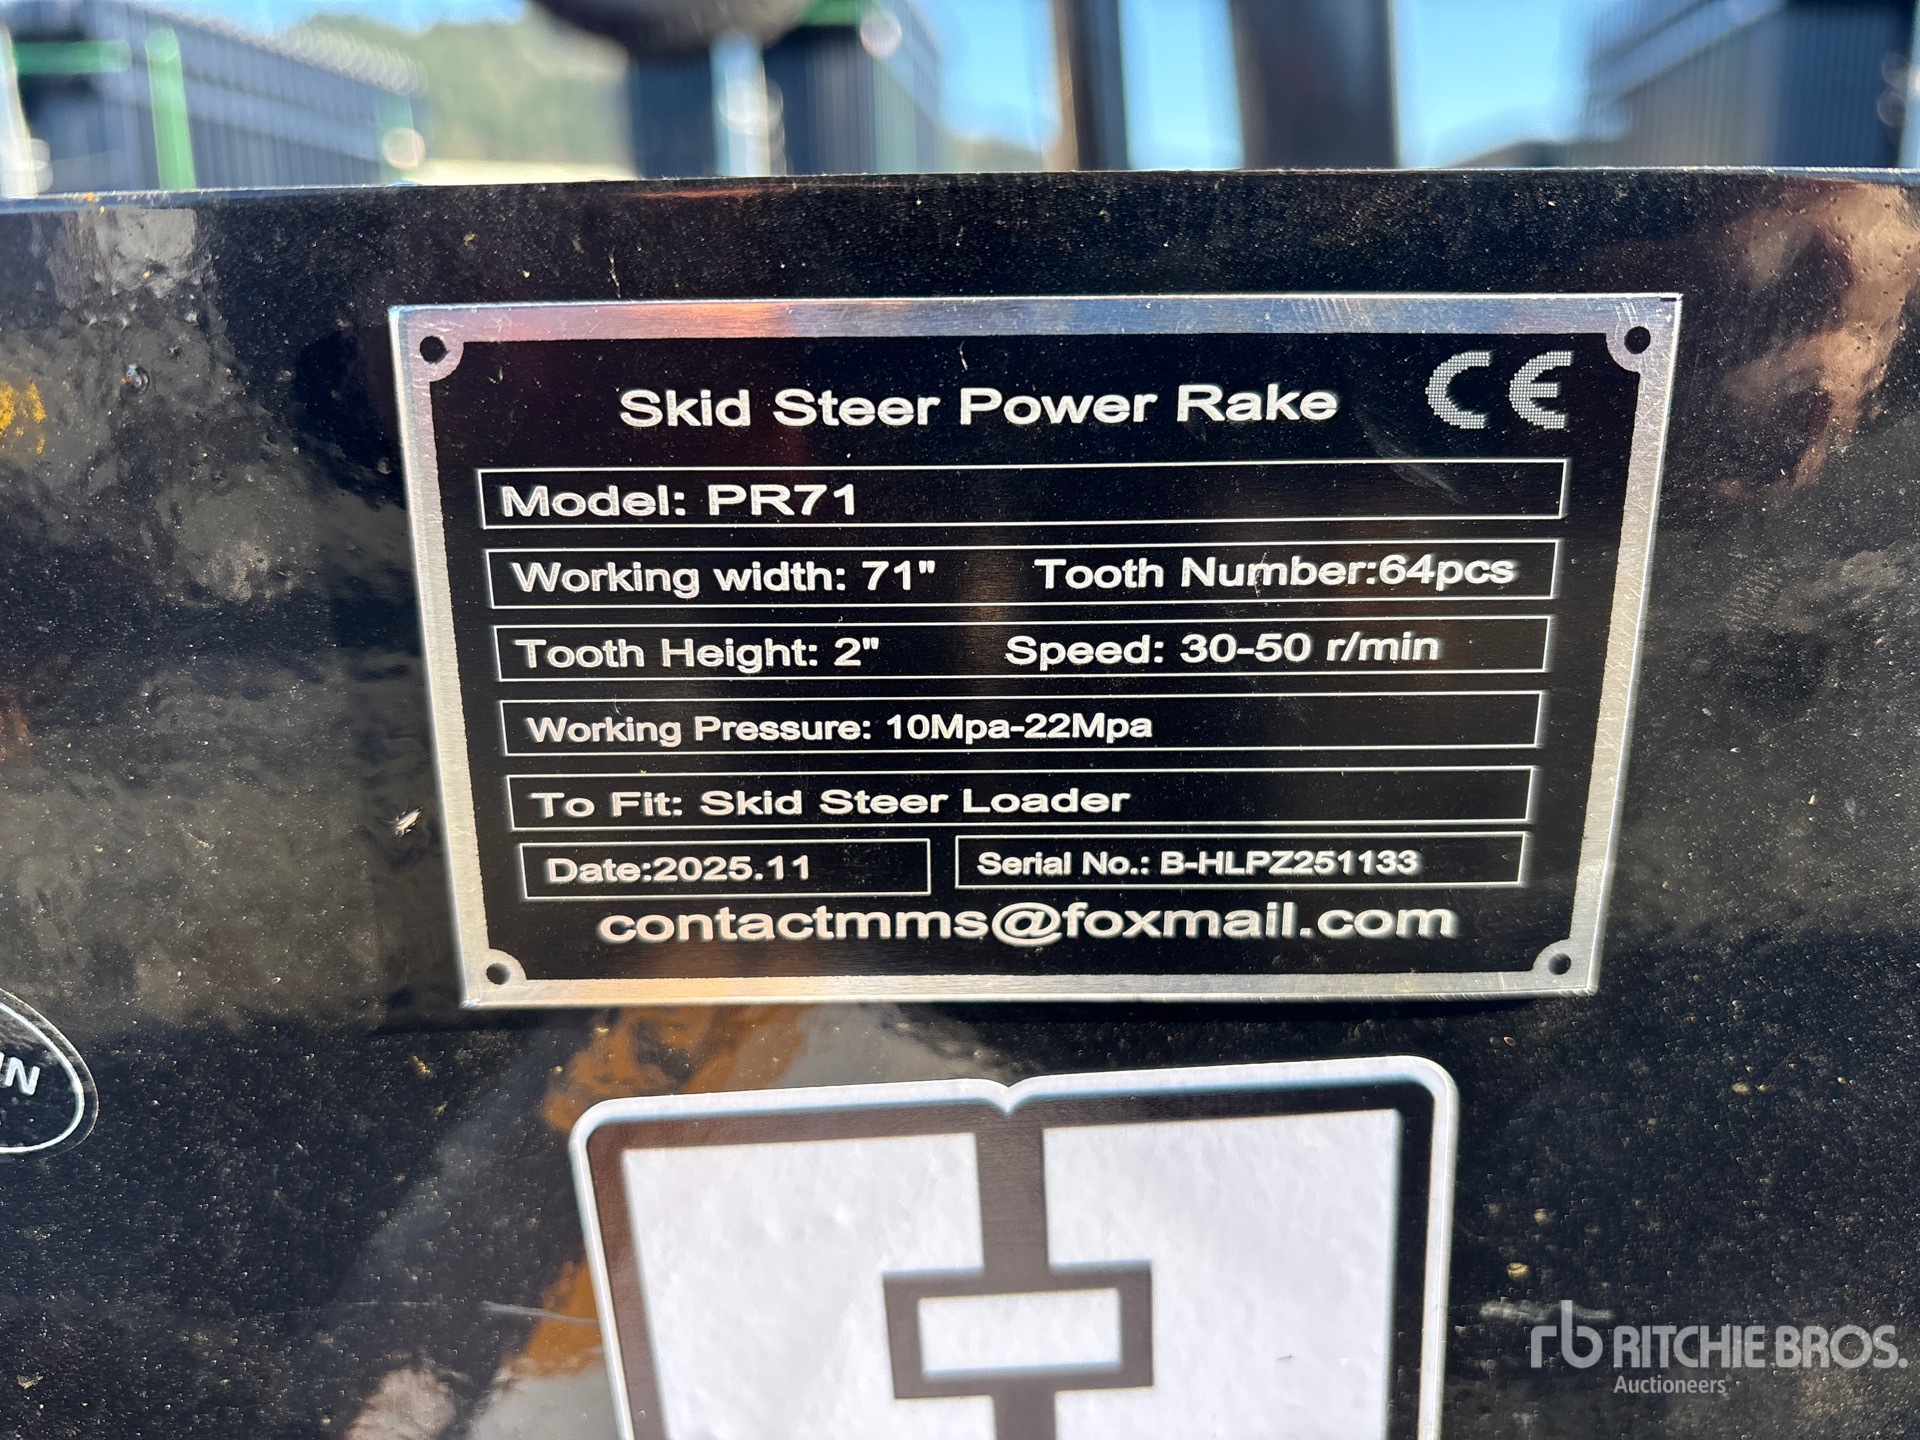 Skid Steer Power Rake CE
Model: PR71
Working width: 71" Tooth Number:64pcs
Tooth Height: 2" Speed: 30-50 r/min
Working Pressure: 10Mpa-22Mpa
To Fit: Skid Steer Loader
Date:2025.11 Serial No.: B-HLPZ251133
contactmms@foxmail.com
rb RITCHIE BROS.
Auctioneers